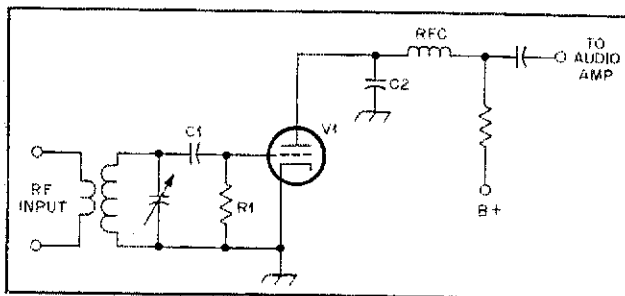 RF
INPUT
C1
R1
V1
C2
RFC
B+
TO
AUDIO
AMP